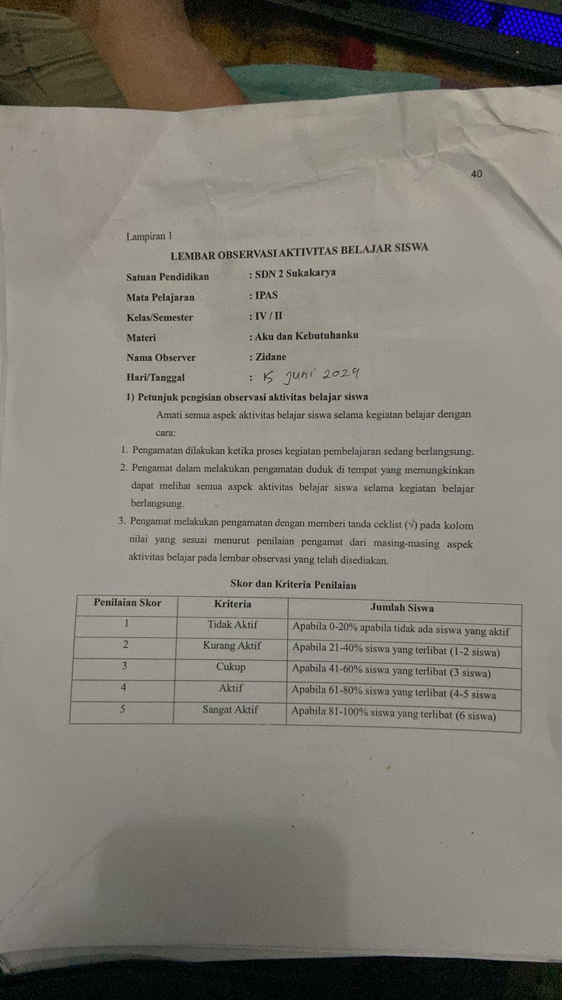 40
Lampiran 1
LEMBAR OBSERVASI AKTIVITAS BELAJAR SISWA
Satuan Pendidikan : SDN 2 Sukakarya
Mata Pelajaran : IPAS
Kelas/Semester : IV / II
Materi : Aku dan Kebutuhanku
Nama Observer : Zidane
Hari/Tanggal : 15 Juni 2024
1) Petunjuk pengisian observasi aktivitas belajar siswa
Amati semua aspek aktivitas belajar siswa selama kegiatan belajar dengan
cara:
1. Pengamatan dilakukan ketika proses kegiatan pembelajaran sedang berlangsung.
2. Pengamat dalam melakukan pengamatan duduk di tempat yang memungkinkan
dapat melihat semua aspek aktivitas belajar siswa selama kegiatan belajar
berlangsung.
3. Pengamat melakukan pengamatan dengan memberi tanda ceklist (√) pada kolom
nilai yang sesuai menurut penilaian pengamat dari masing-masing aspek
aktivitas belajar pada lembar observasi yang telah disediakan.
Skor dan Kriteria Penilaian
Penilaian Skor Kriteria Jumlah Siswa
1 Tidak Aktif Apabila 0-20% apabila tidak ada siswa yang aktif
2 Kurang Aktif Apabila 21-40% siswa yang terlibat (1-2 siswa)
3 Cukup Apabila 41-60% siswa yang terlibat (3 siswa)
4 Aktif Apabila 61-80% siswa yang terlibat (4-5 siswa
5 Sangat Aktif Apabila 81-100% siswa yang terlibat (6 siswa)